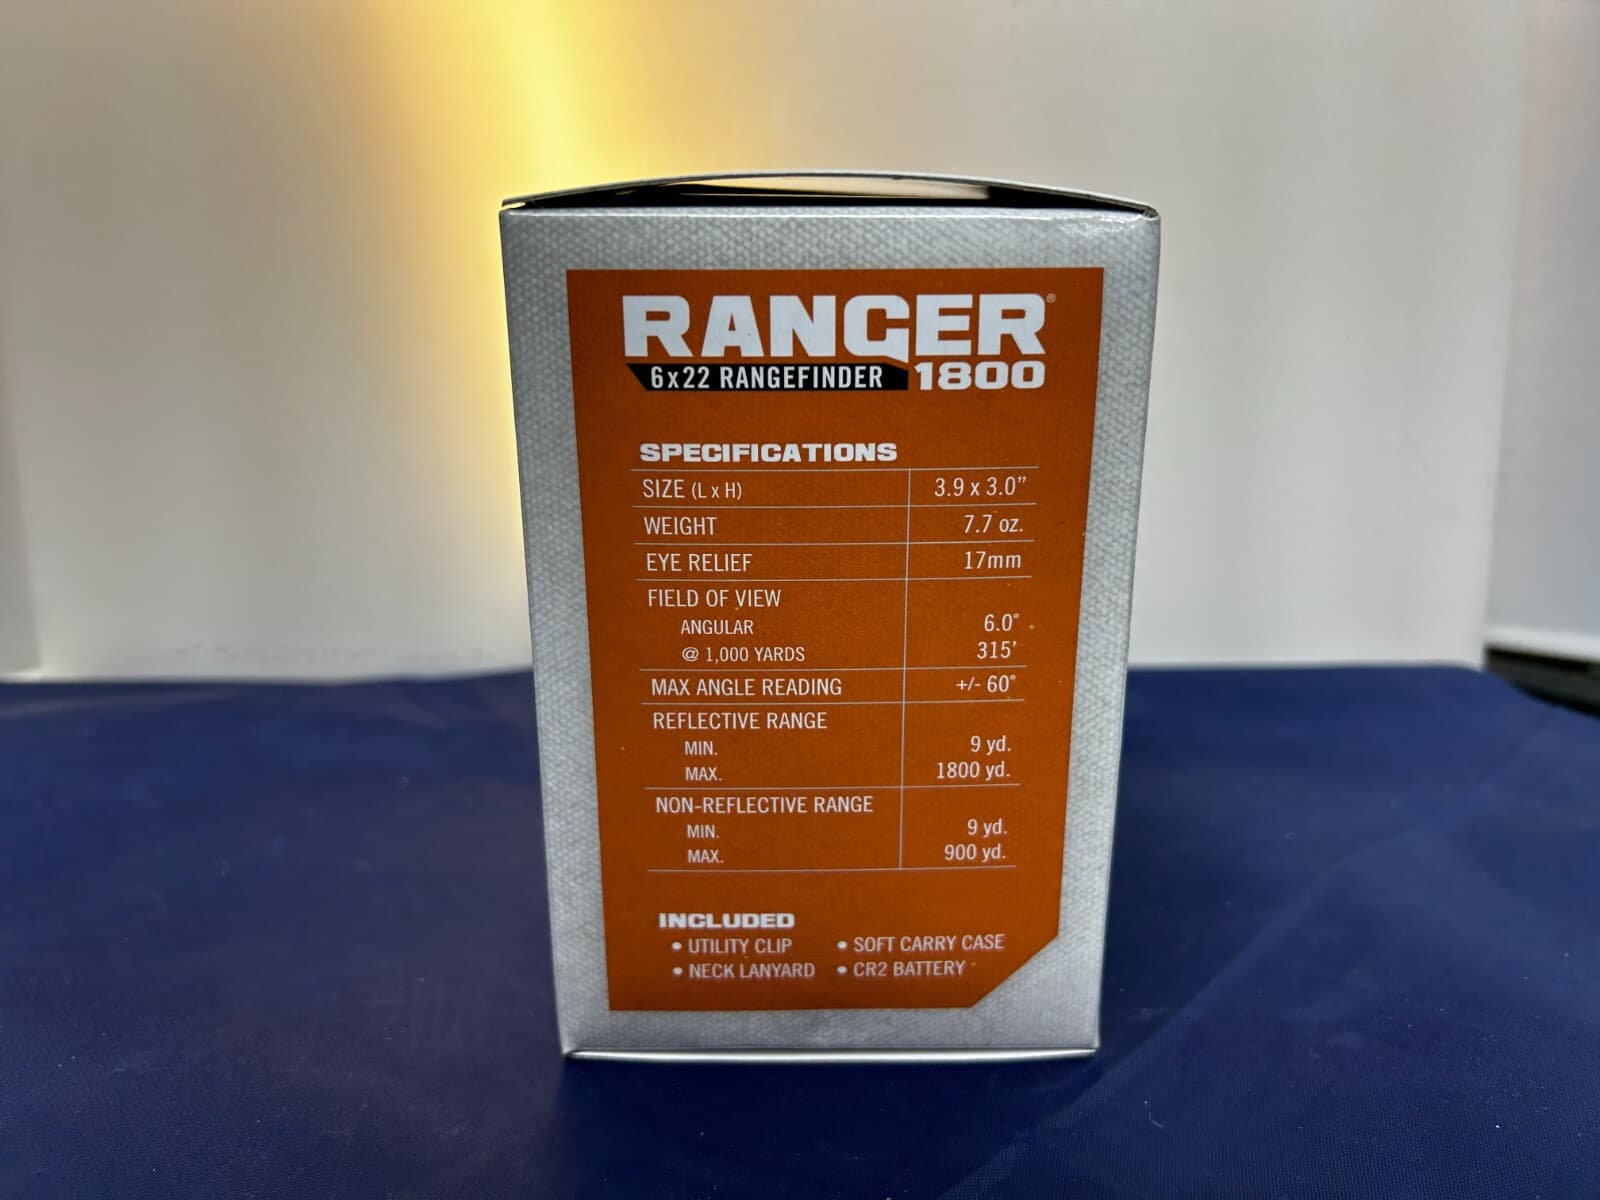 RANGER®
6x22 RANGEFINDER 1800
SPECIFICATIONS
SIZE (L x H) 3.9 x 3.0”
WEIGHT 7.7 oz.
EYE RELIEF 17mm
FIELD OF VIEW
ANGULAR 6.0°
@ 1,000 YARDS 315’
MAX ANGLE READING +/- 60°
REFLECTIVE RANGE
MIN. 9 yd.
MAX. 1800 yd.
NON-REFLECTIVE RANGE
MIN. 9 yd.
MAX. 900 yd.
INCLUDED
• UTILITY CLIP • SOFT CARRY CASE
• NECK LANYARD • CR2 BATTERY